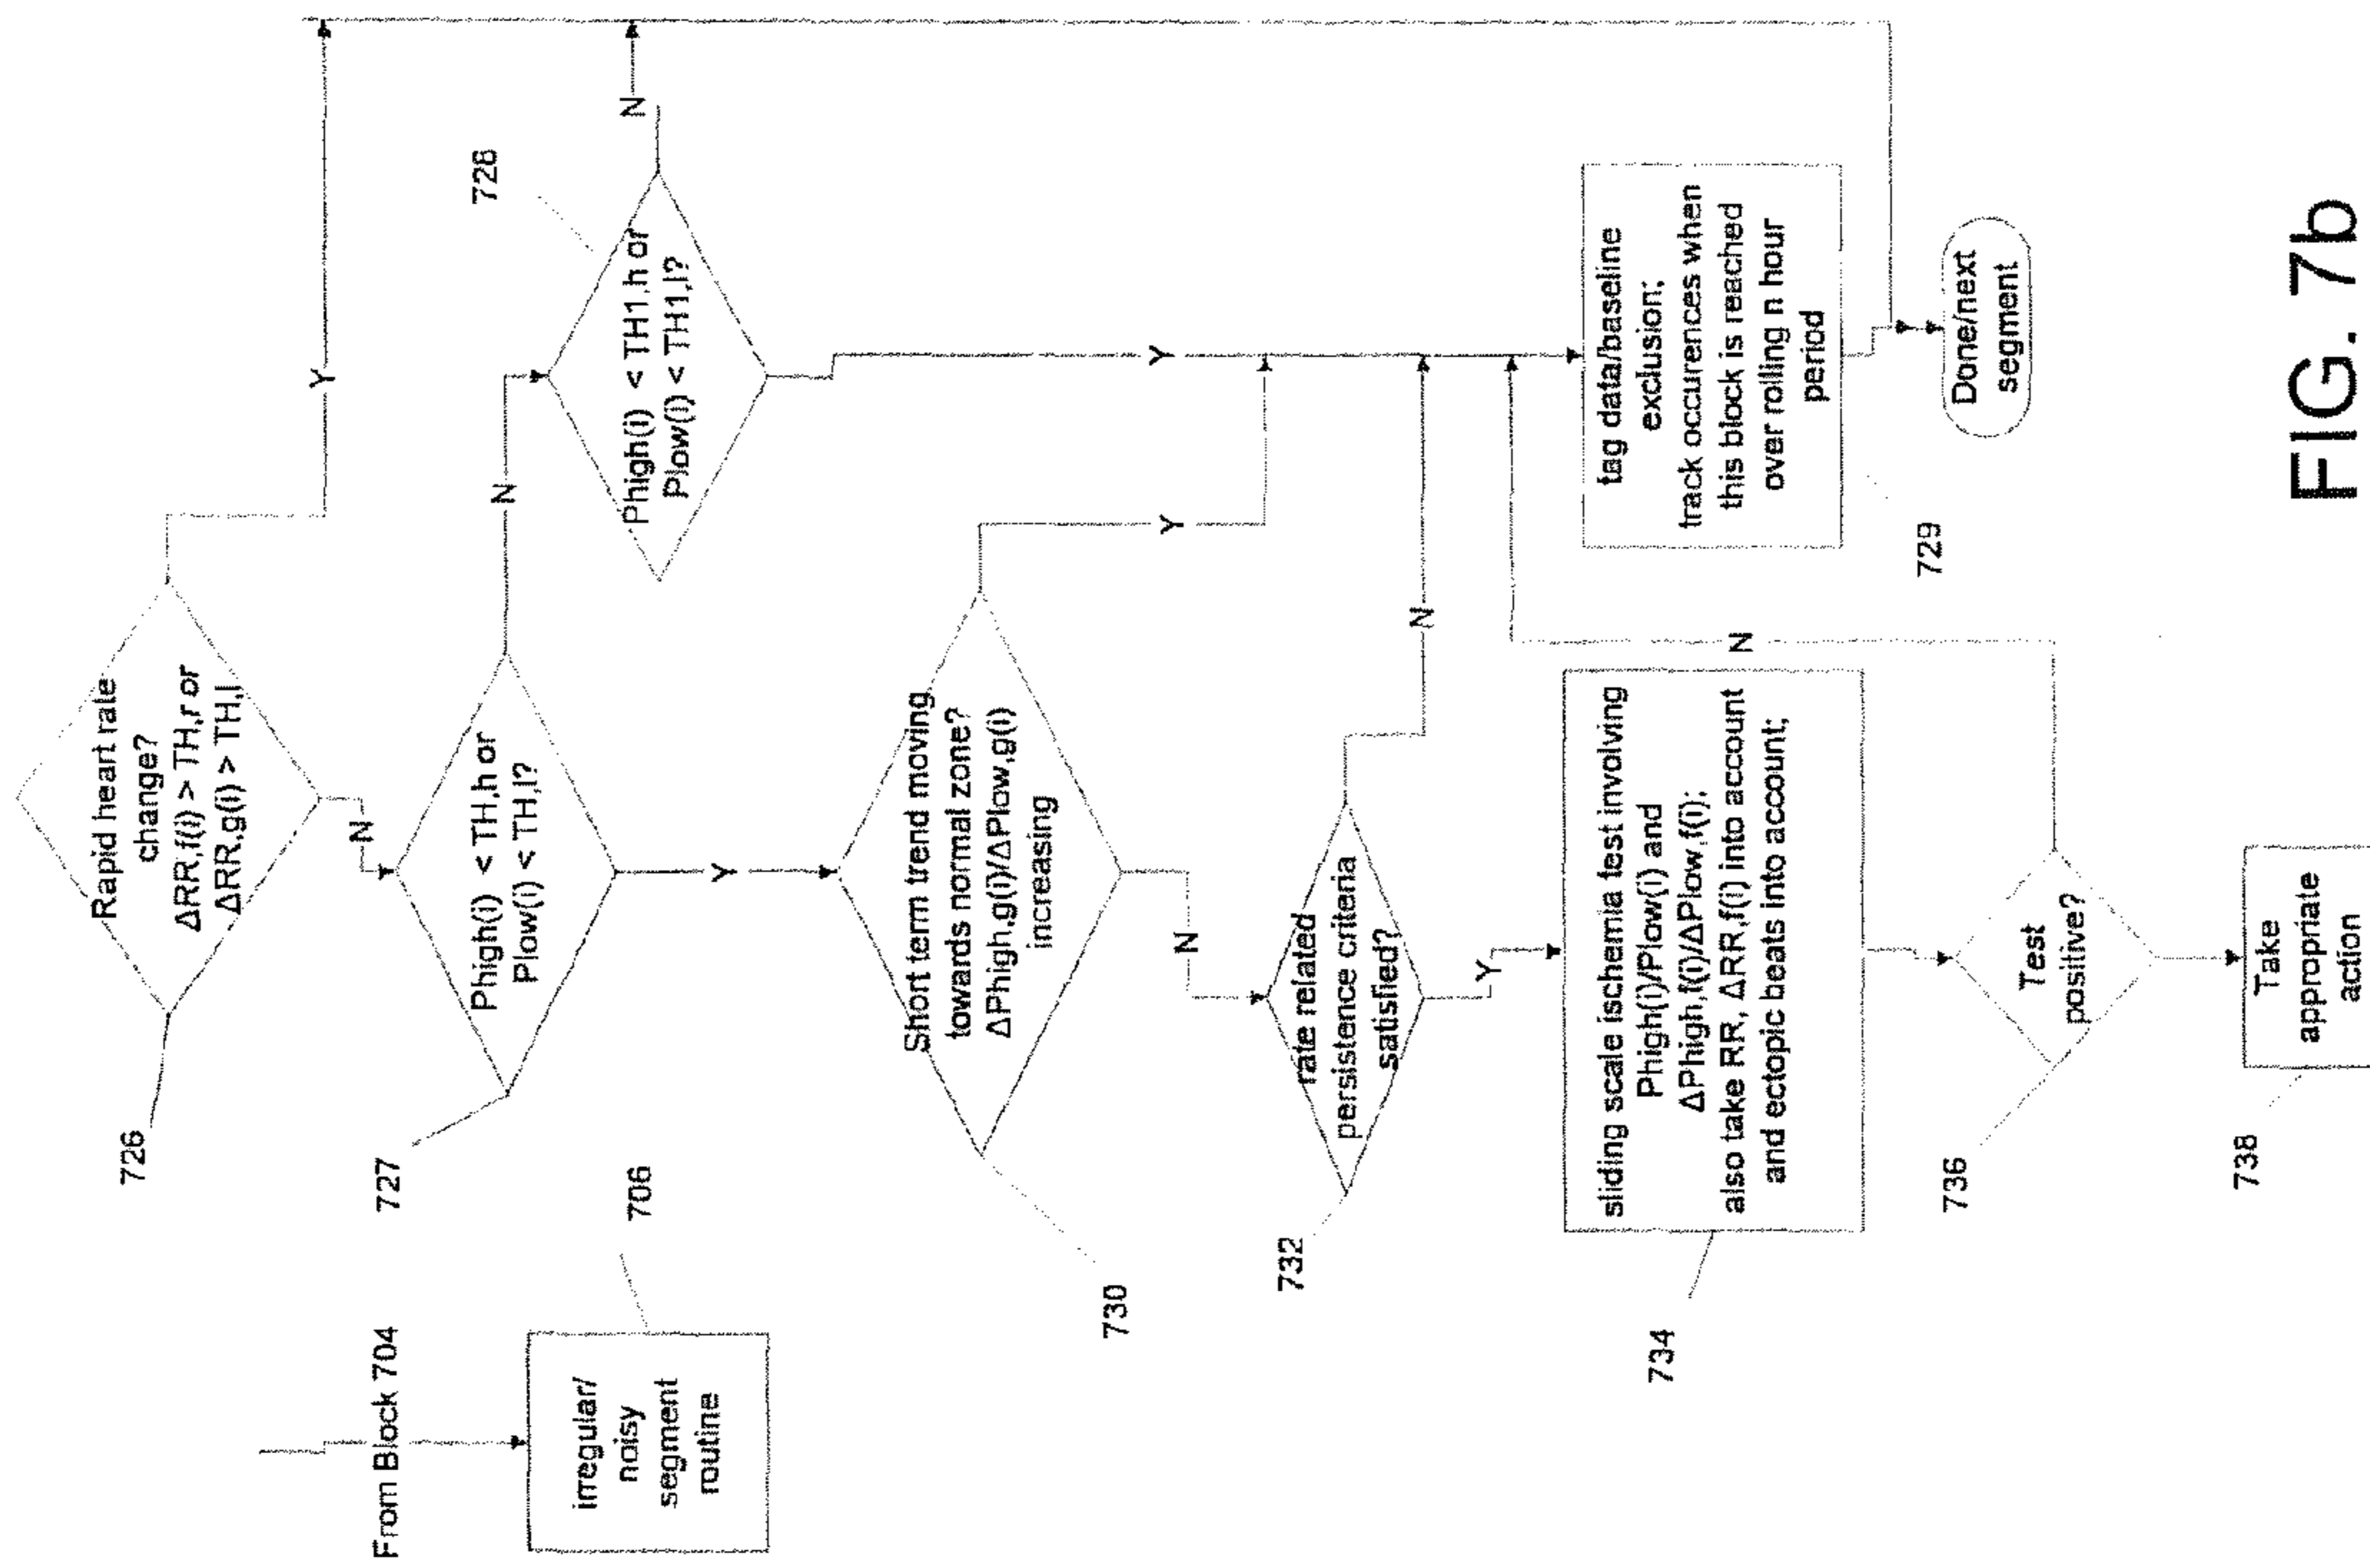 726
Rapid heart rate
change?
ΔRR,f(i) > TH,r or
ΔRR,g(i) > TH,l
Y
N
From Block 704
706
irregular/
noisy
segment
routine
727
Phigh(i) < TH,h or
Plow(i) < TH,l?
N
Y
728
Phigh(i) < TH1,h or
Plow(i) < TH1,l?
N
Y
730
Short term trend moving
towards normal zone?
ΔPhigh,g(i)/ΔPlow,g(i)
increasing
Y
N
732
rate related
persistence criteria
satisfied?
N
Y
734
sliding scale ischemia test involving
Phigh(i)/Plow(i) and
ΔPhigh,f(i)/ΔPlow,f(i);
also take RR, ΔRR,f(i) into account
and ectopic beats into account;
N
729
tag data/baseline
exclusion;
track occurences when
this block is reached
over rolling n hour
period
736
Test
positive?
Done/next
segment
738
Take
appropriate
action
FIG. 7b